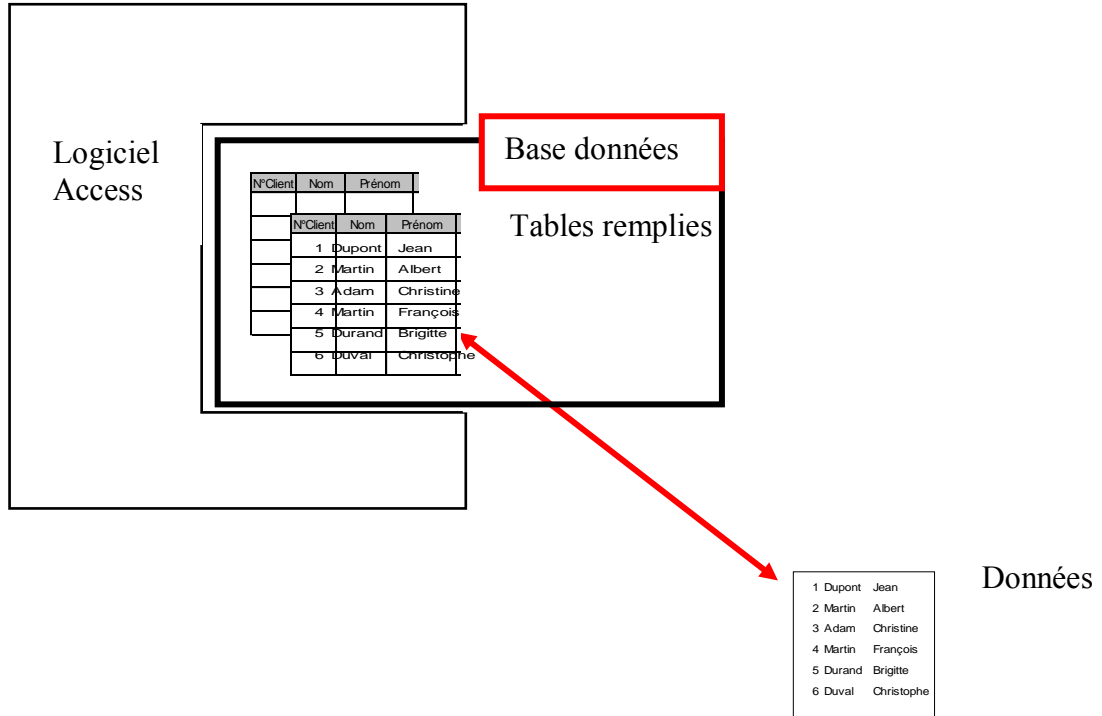 Logiciel
Access
Base données
Tables remplies
N°Client Nom Prénom
N°Client Nom Prénom
1 Dupont Jean
2 Martin Albert
3 Adam Christine
4 Martin François
5 Durand Brigitte
6 Duval Christophe
Données
1 Dupont Jean
2 Martin Albert
3 Adam Christine
4 Martin François
5 Durand Brigitte
6 Duval Christophe